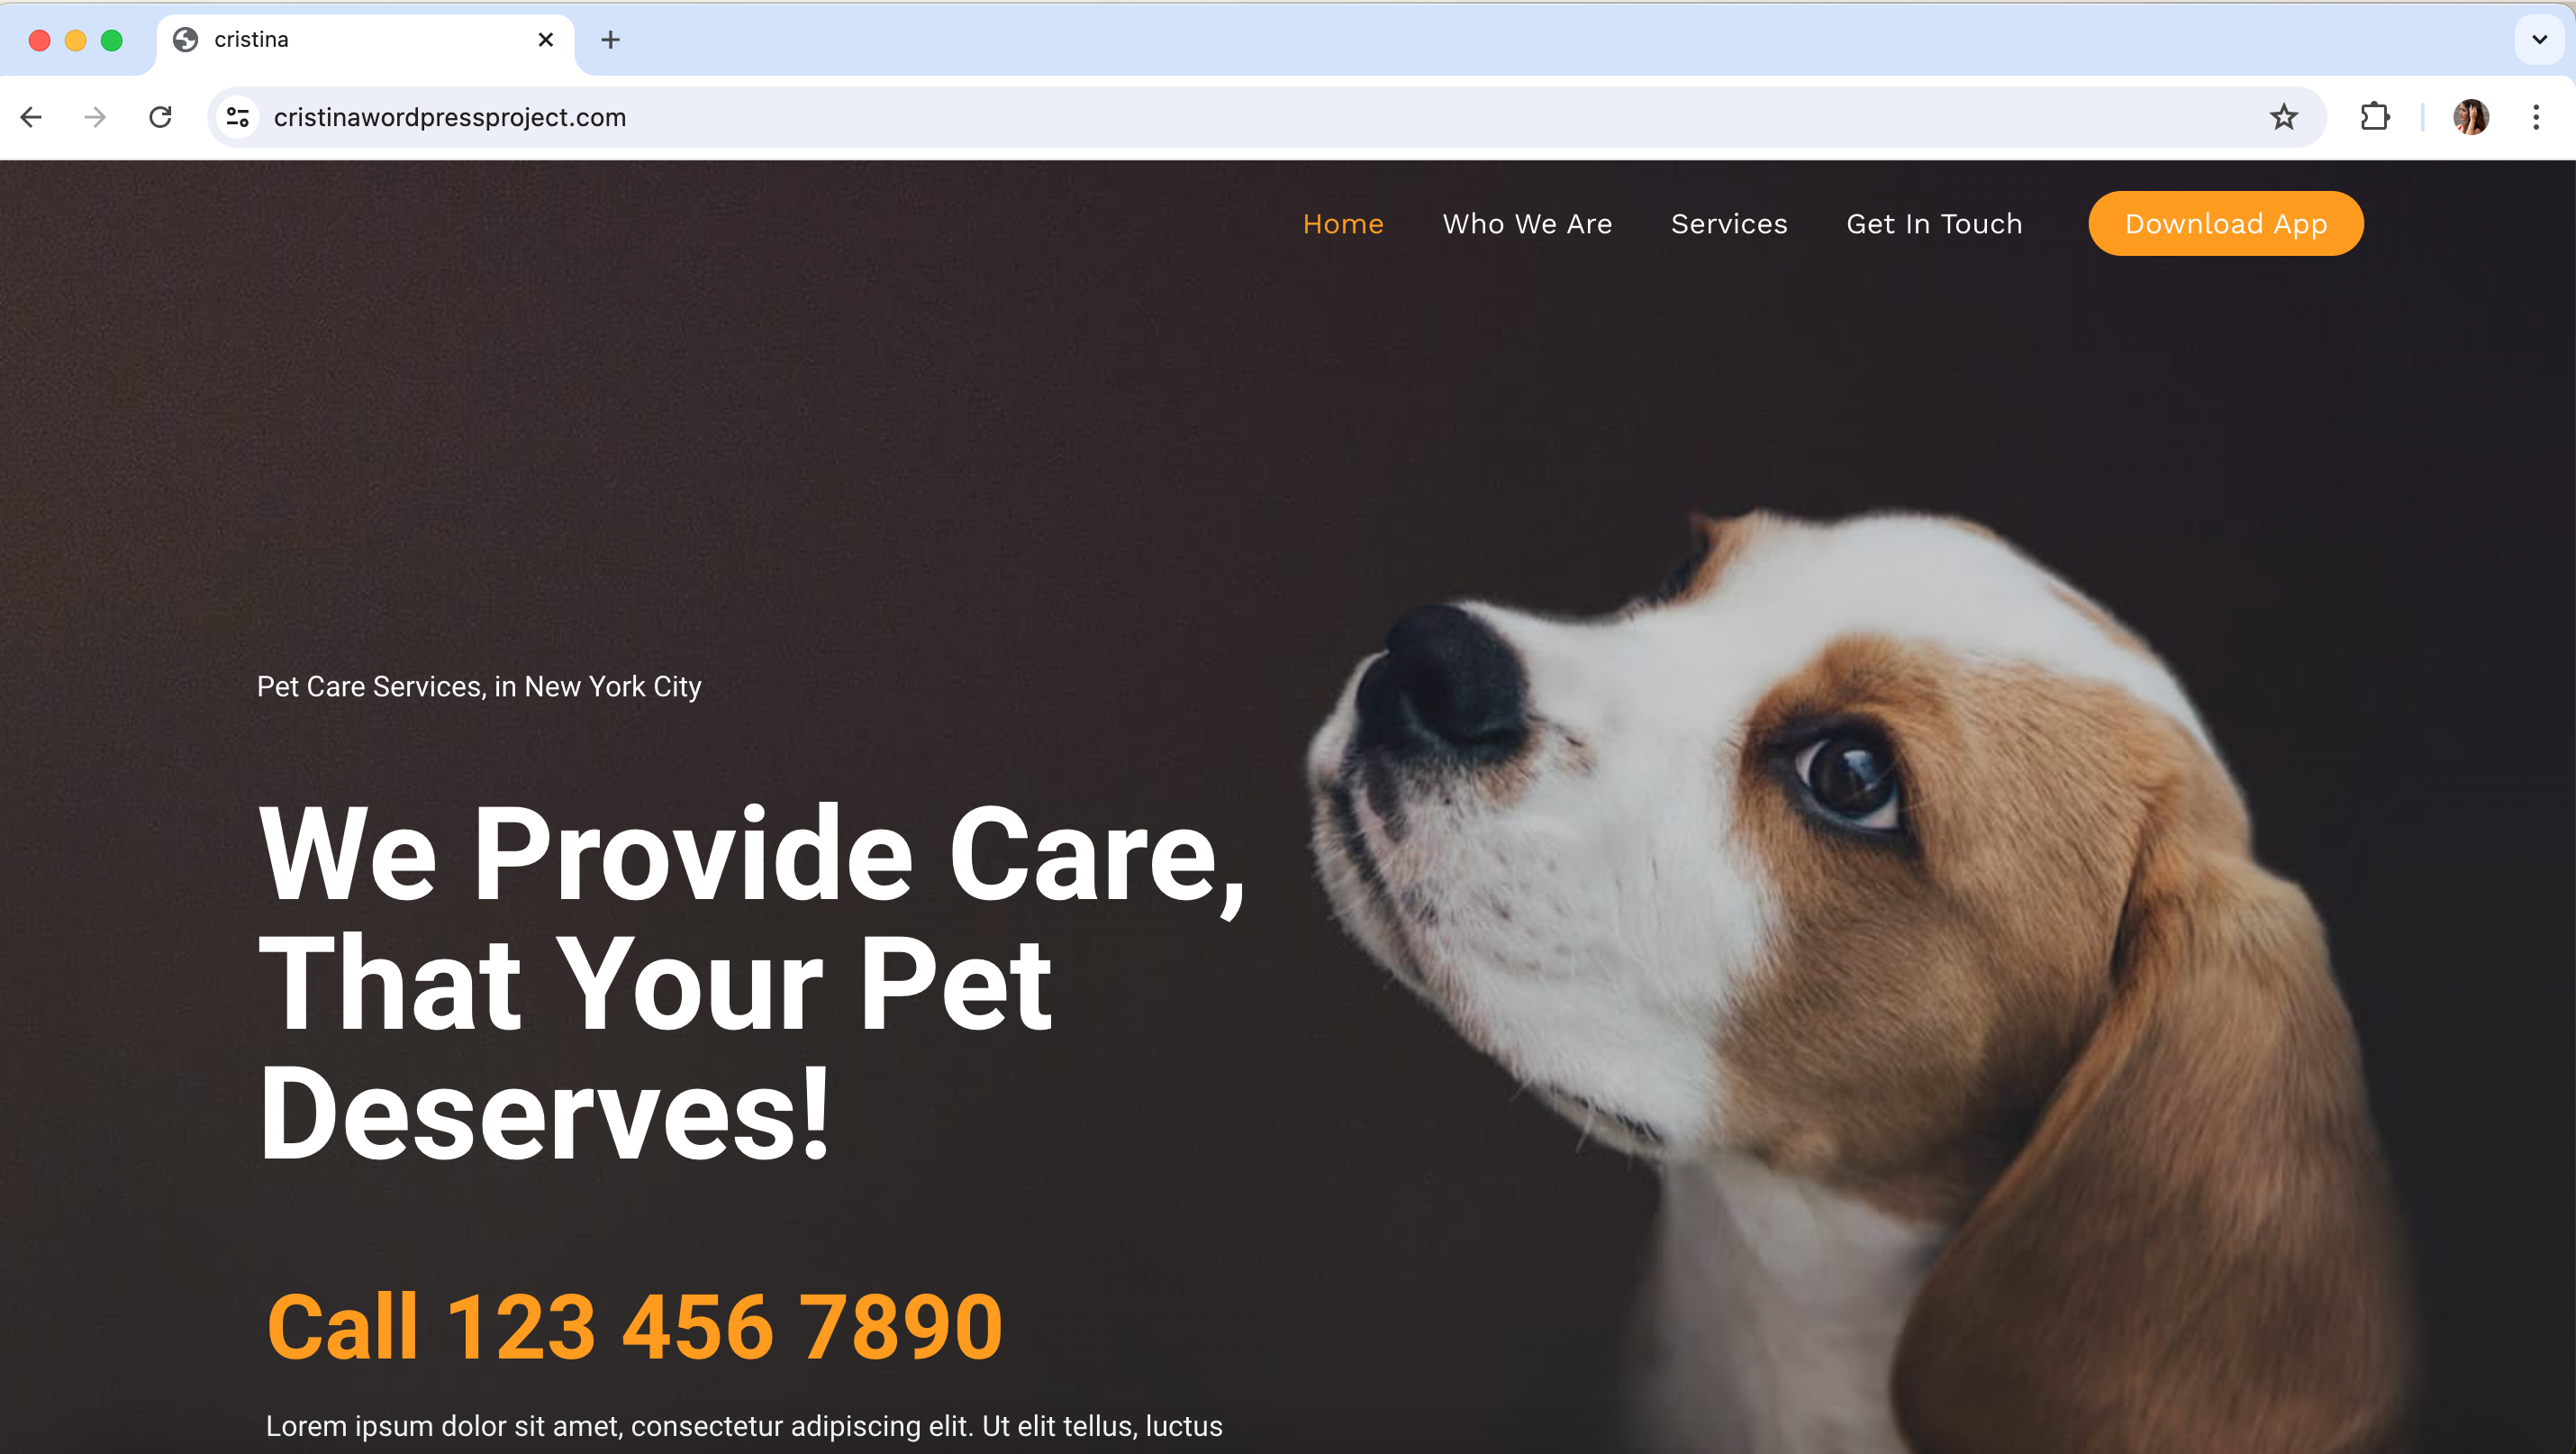 cristina
cristinawordpressproject.com
Home Who We Are Services Get In Touch Download App
Pet Care Services, in New York City
We Provide Care,
That Your Pet
Deserves!
Call 123 456 7890
Lorem ipsum dolor sit amet, consectetur adipiscing elit. Ut elit tellus, luctus